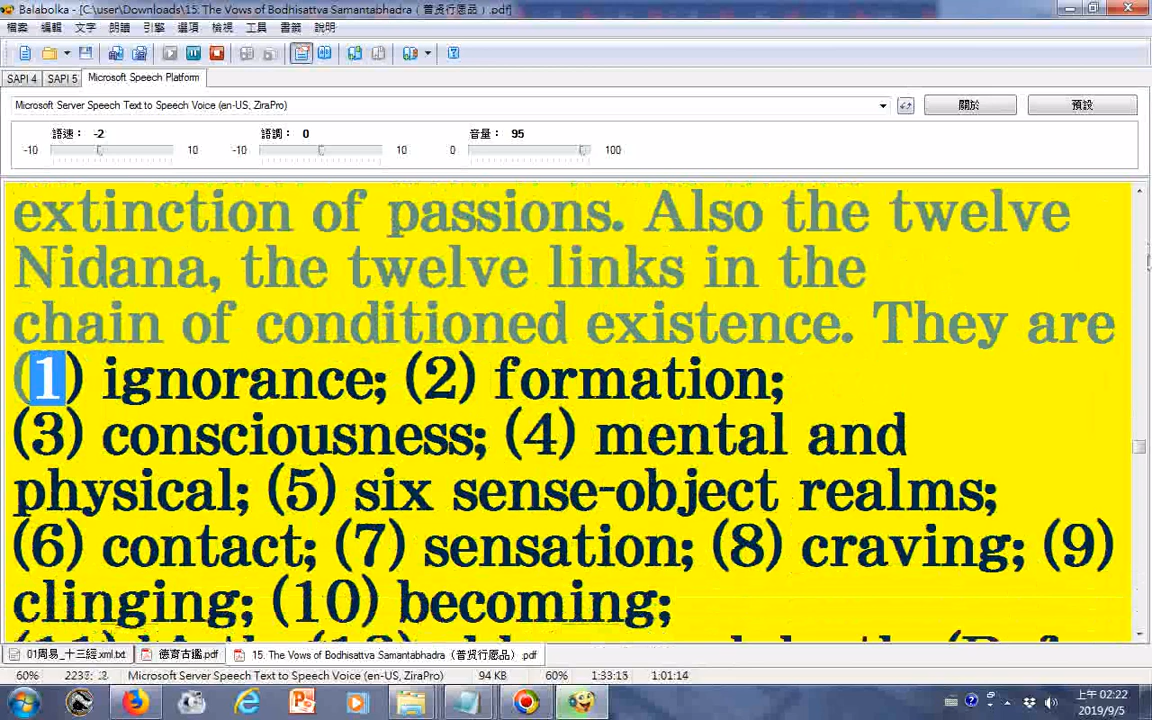 Balabolka - [C:\user\Downloads\15. The Vows of Bodhisattva Samantabhadra (普贤行愿品) .pdf]
檔案 編輯 文字 朗讀 引擎 選項 檢視 工具 書籤 說明
SAPI 4 SAPI 5 Microsoft Speech Platform
Microsoft Server Speech Text to Speech Voice (en-US, ZiraPro) 關於 預設
語速： -2 語調： 0 音量： 95
-10 10 -10 10 0 100
extinction of passions. Also the twelve
Nidana, the twelve links in the
chain of conditioned existence. They are
(1) ignorance; (2) formation;
(3) consciousness; (4) mental and
physical; (5) six sense-object realms;
(6) contact; (7) sensation; (8) craving; (9)
clinging; (10) becoming;
01周易_十三經.xml.txt 德育古鑑.pdf 15. The Vows of Bodhisattva Samantabhadra (普贤行愿品) .pdf
60% Microsoft Server Speech Text to Speech Voice (en-US, ZiraPro) 94 KB 60% 1:33:15 1:01:14
上午 02:22
2019/9/5